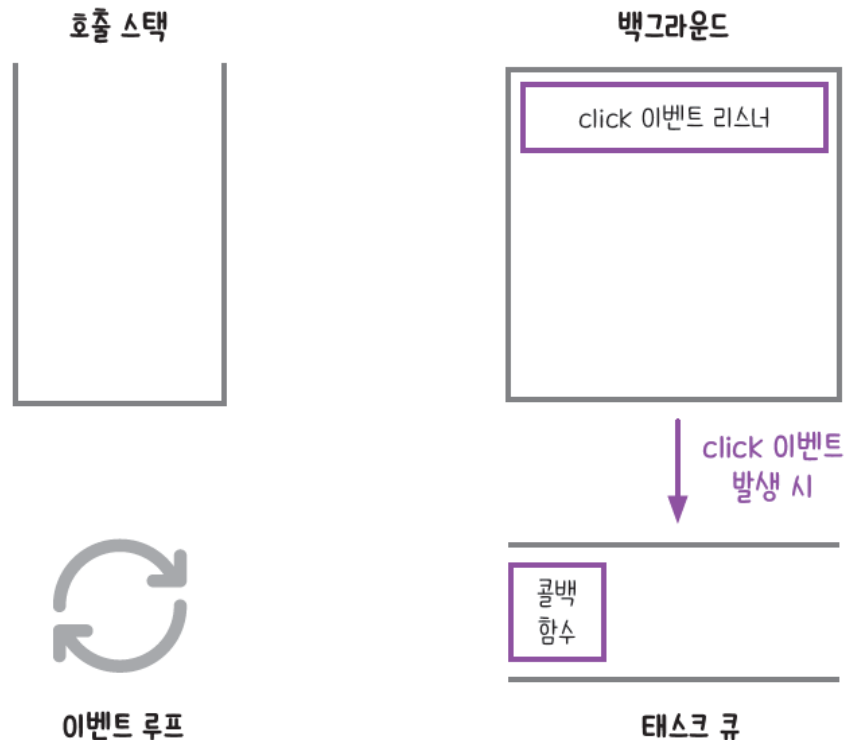 호출 스택
백그라운드
click 이벤트 리스너
click 이벤트
발생 시
콜백
함수
이벤트 루프
태스크 큐